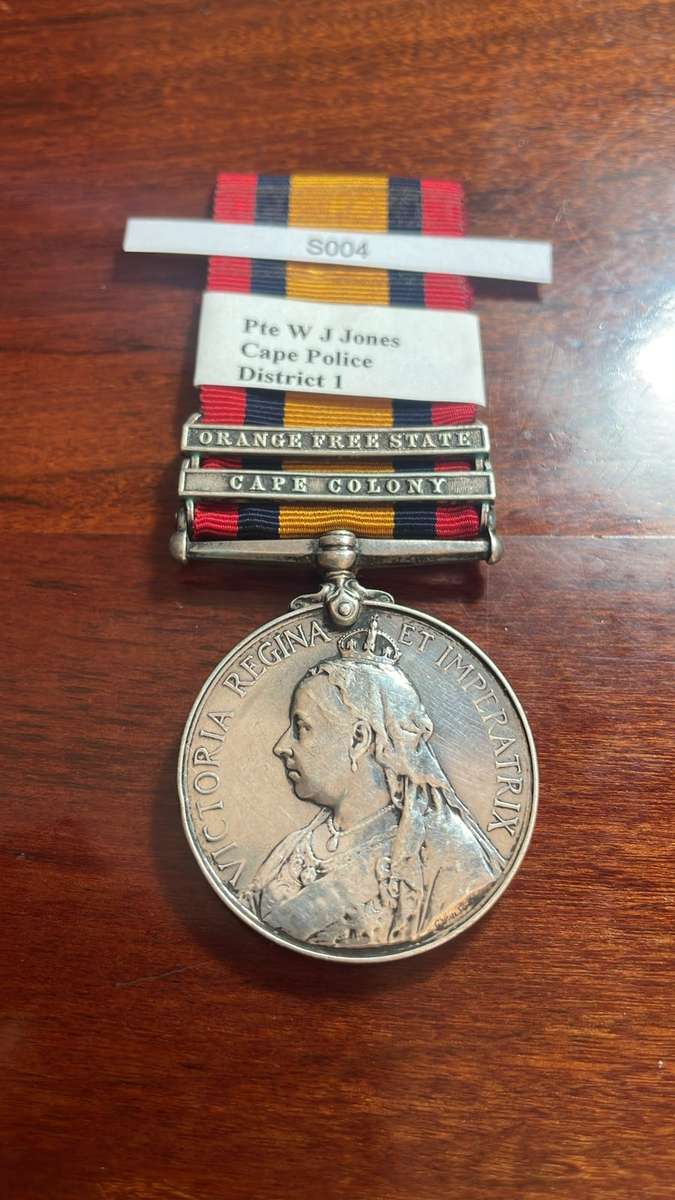 S004
Pte W J Jones
Cape Police
District 1
ORANGE FREE STATE
CAPE COLONY
VICTORIA REGINA ET IMPERATRIX